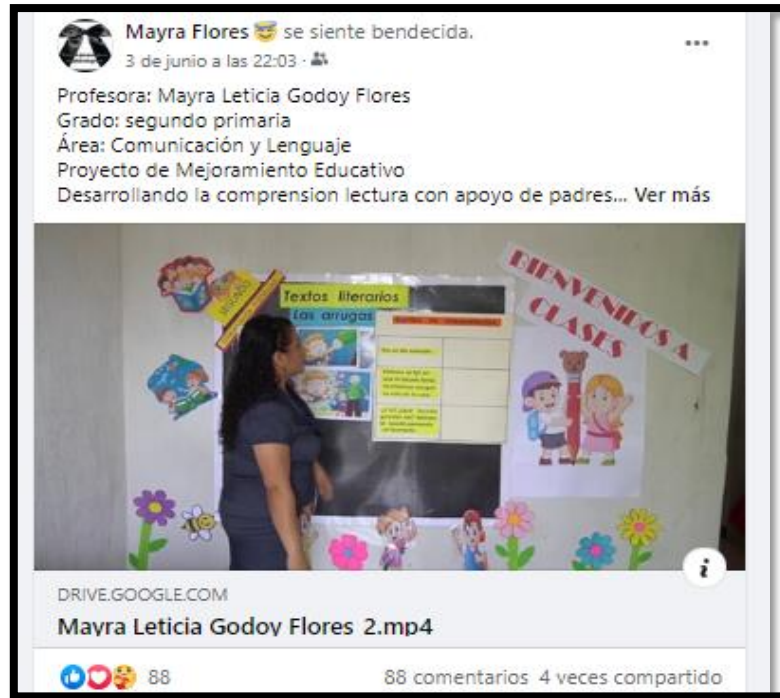 Mayra Flores 😇 se siente bendecida.
3 de junio a las 22:03 ·
Profesora: Mayra Leticia Godoy Flores
Grado: segundo primaria
Área: Comunicación y Lenguaje
Proyecto de Mejoramiento Educativo
Desarrollando la comprension lectura con apoyo de padres... Ver más
BIENVENIDOS A
CLASES
SEGUNDO
Textos literarios
Las arrugas
DRIVE.GOOGLE.COM
Mayra Leticia Godoy Flores 2.mp4
88
88 comentarios 4 veces compartido